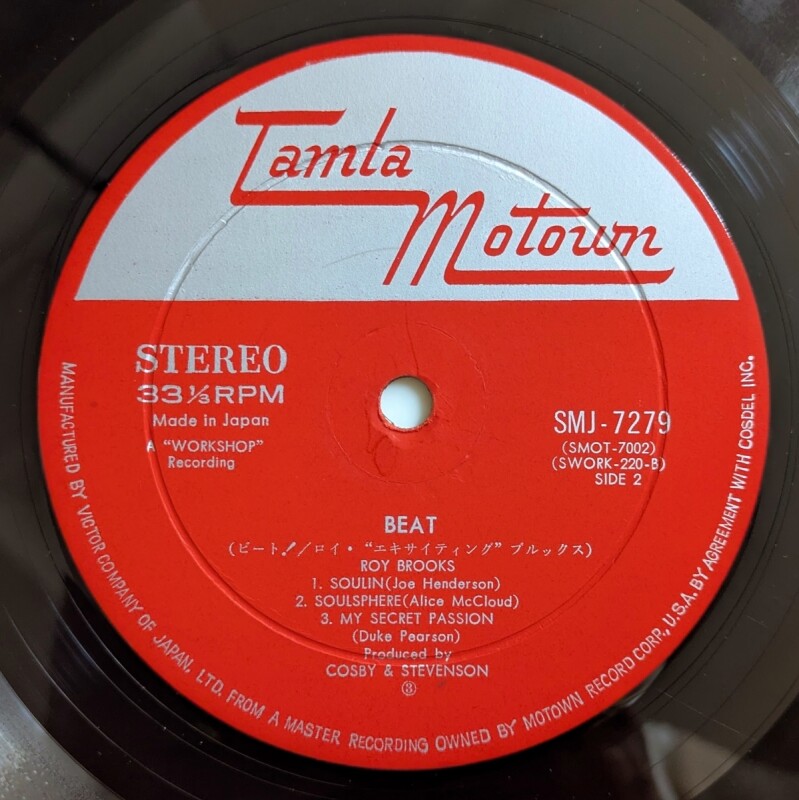 Tamla
Motown
STEREO
33⅓RPM
Made in Japan
A "WORKSHOP"
Recording
SMJ-7279
(SMOT-7002)
(SWORK-220-B)
SIDE 2
BEAT
(ビート!/ロイ・"エキサイティング"ブルックス)
ROY BROOKS
1. SOULIN(Joe Henderson)
2. SOULSPHERE(Alice McCloud)
3. MY SECRET PASSION
(Duke Pearson)
Produced by
COSBY & STEVENSON
③
MANUFACTURED BY VICTOR COMPANY OF JAPAN, LTD. FROM A MASTER RECORDING OWNED BY MOTOWN RECORD CORP., U.S.A. BY AGREEMENT WITH COSDEL INC.